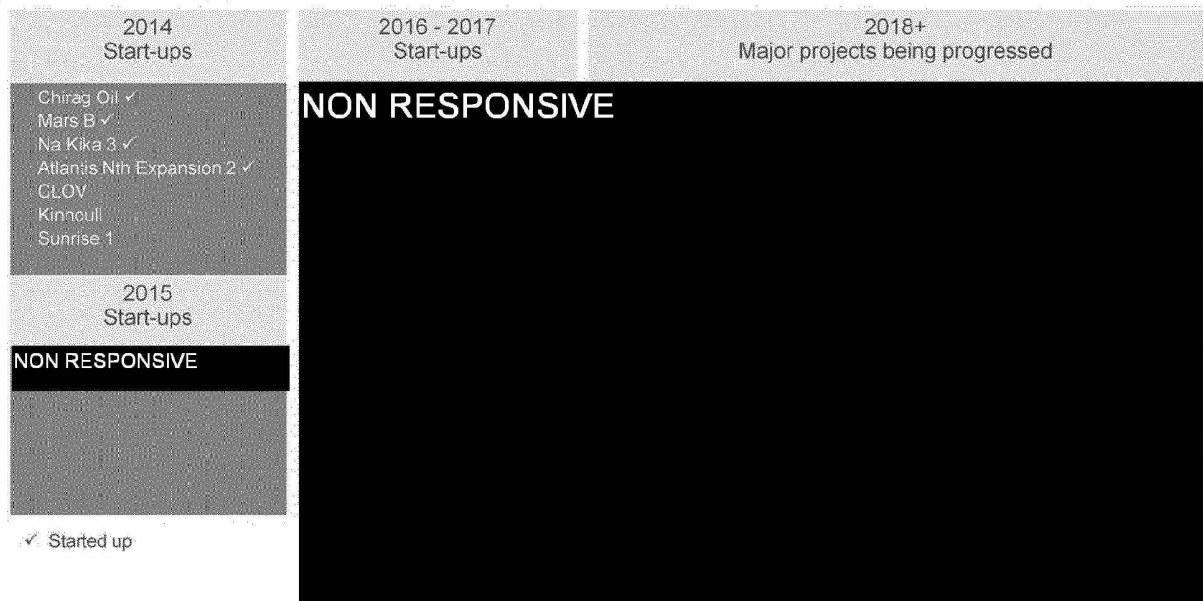 2014
Start-ups
Chirag Oil ✓
Mars B ✓
Na Kika 3 ✓
Atlantis Nth Expansion 2 ✓
CLOV
Kinnoull
Sunrise 1
2015
Start-ups
NON RESPONSIVE
✓ Started up
2016 - 2017
Start-ups
2018+
Major projects being progressed
NON RESPONSIVE